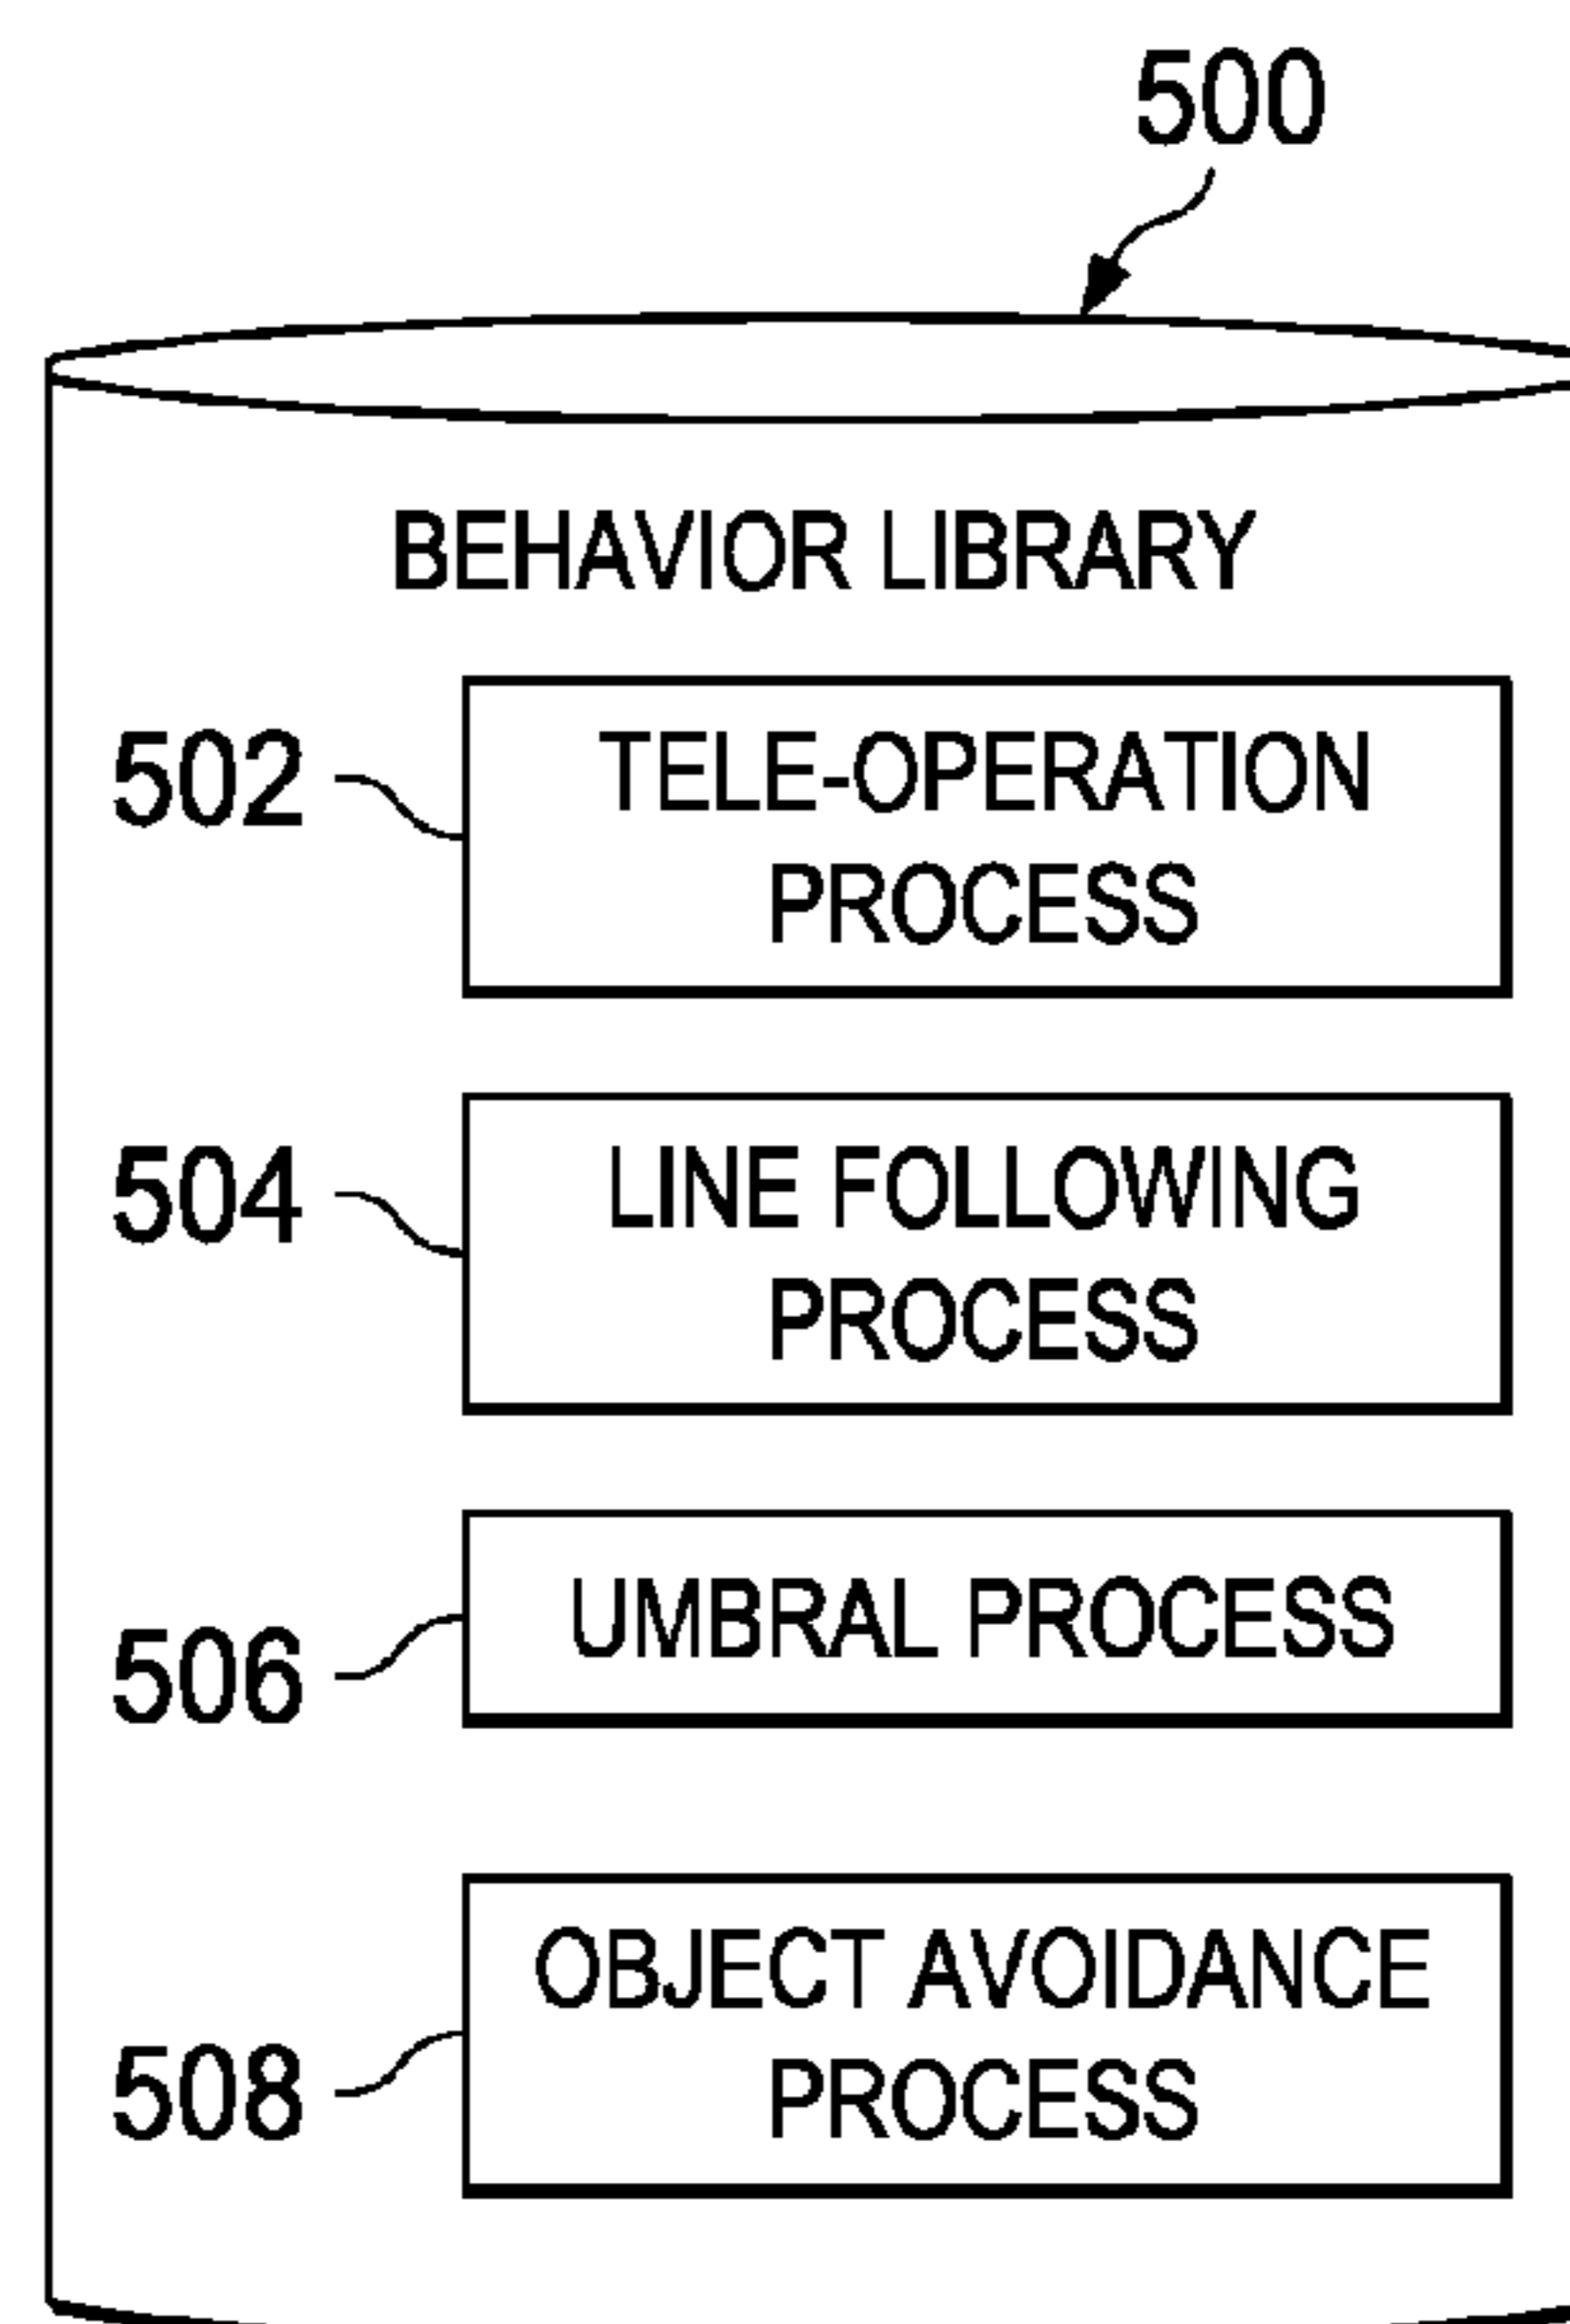 500
BEHAVIOR LIBRARY
502
TELE-OPERATION
PROCESS
504
LINE FOLLOWING
PROCESS
506
UMBRAL PROCESS
508
OBJECT AVOIDANCE
PROCESS